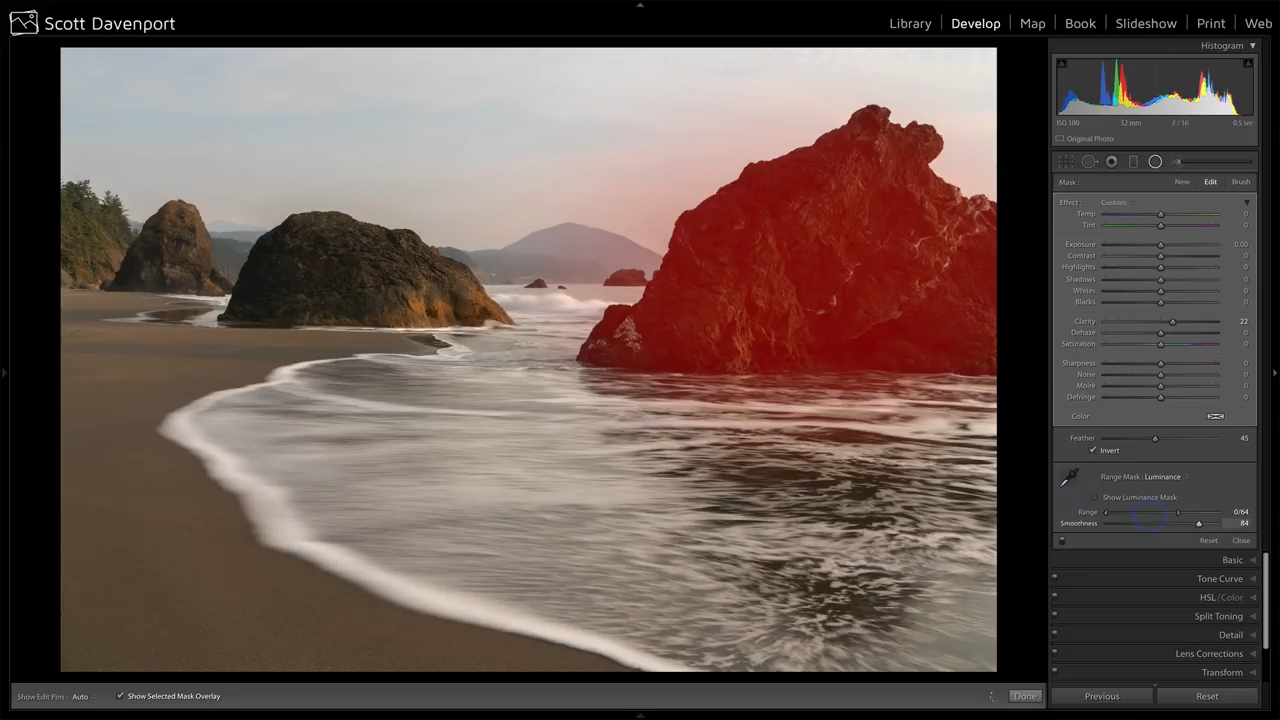 Scott Davenport
Library Develop Map Book Slideshow Print Web
Histogram
ISO 100 32 mm ƒ / 16 0.5 sec
Original Photo
Mask : New Edit Brush
Effect : Custom
Temp 0
Tint 0
Exposure 0.00
Contrast 0
Highlights 0
Shadows 0
Whites 0
Blacks 0
Clarity 22
Dehaze 0
Saturation 0
Sharpness 0
Noise 0
Moiré 0
Defringe 0
Color
Feather 45
Invert
Range Mask : Luminance
Show Luminance Mask
Range 0/64
Smoothness 84
Reset Close
Basic
Tone Curve
HSL / Color
Split Toning
Detail
Lens Corrections
Transform
Show Edit Pins : Auto Show Selected Mask Overlay Done Previous Reset